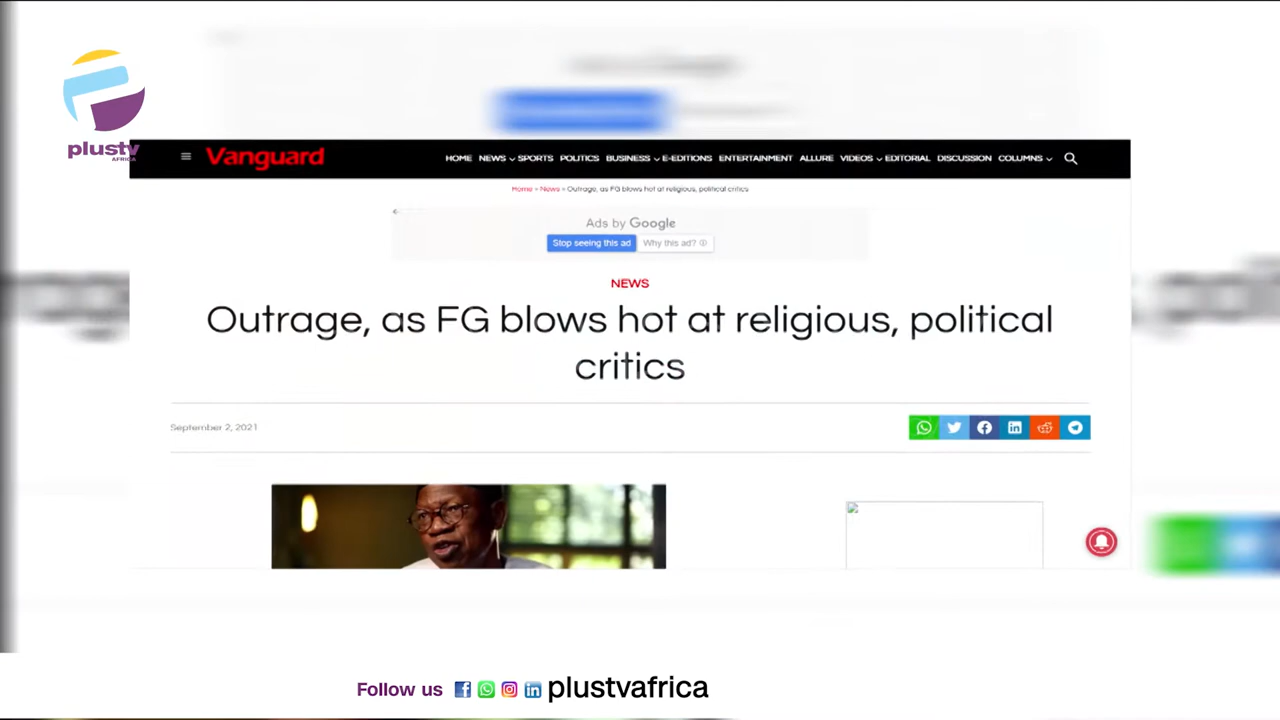 plustv
AFRICA
Vanguard
HOME NEWS SPORTS POLITICS BUSINESS E-EDITIONS ENTERTAINMENT ALLURE VIDEOS EDITORIAL DISCUSSION COLUMNS
Home » News » Outrage, as FG blows hot at religious, political critics
Ads by Google
Stop seeing this ad Why this ad?
NEWS
Outrage, as FG blows hot at religious, political
critics
September 2, 2021
Follow us plustvafrica